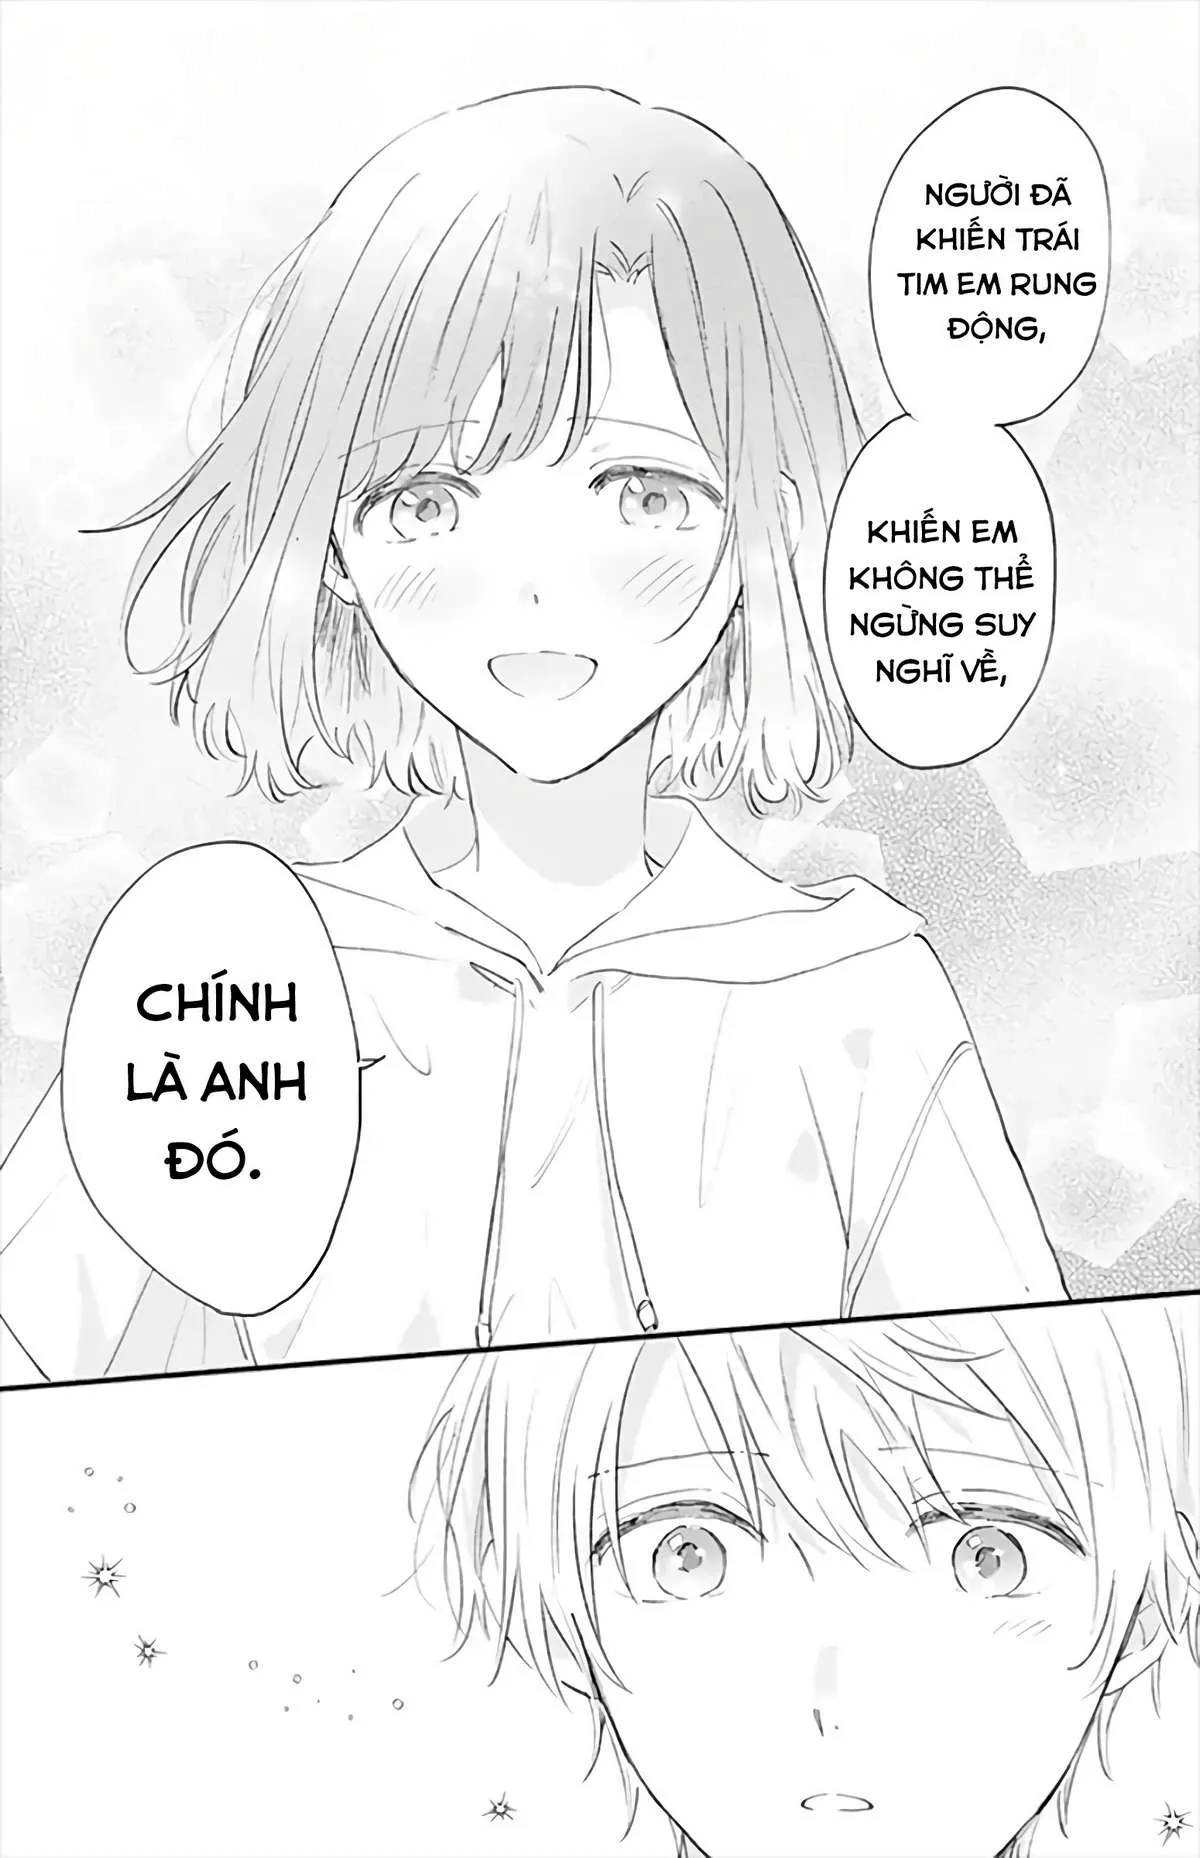 NGƯỜI ĐÃ
KHIẾN TRÁI
TIM EM RUNG
ĐỘNG,
KHIẾN EM
KHÔNG THỂ
NGỪNG SUY
NGHĨ VỀ,
CHÍNH
LÀ ANH
ĐÓ.